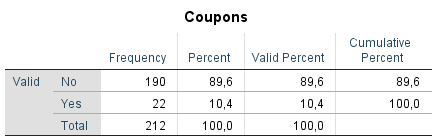 Coupons
Frequency Percent Valid Percent Cumulative Percent
Valid No 190 89,6 89,6 89,6
Yes 22 10,4 10,4 100,0
Total 212 100,0 100,0